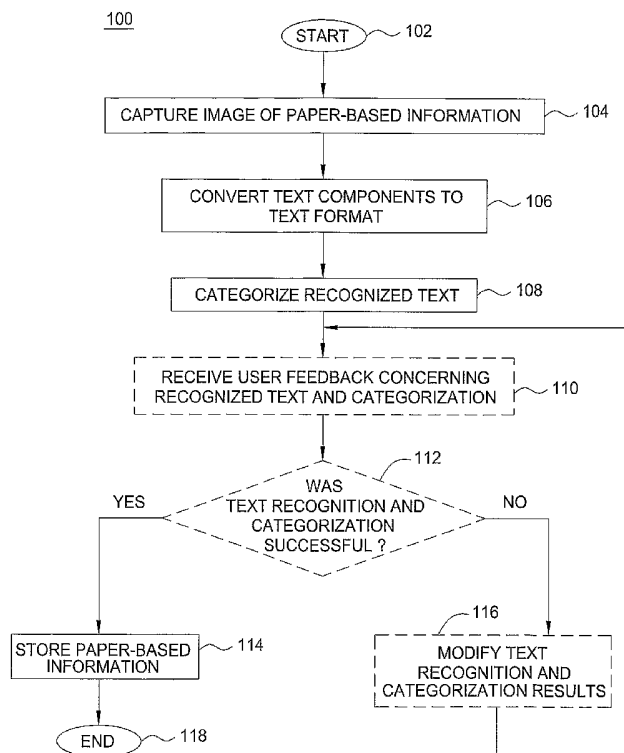 100
START
102
CAPTURE IMAGE OF PAPER-BASED INFORMATION
104
CONVERT TEXT COMPONENTS TO
TEXT FORMAT
106
CATEGORIZE RECOGNIZED TEXT
108
RECEIVE USER FEEDBACK CONCERNING
RECOGNIZED TEXT AND CATEGORIZATION
110
112
WAS
TEXT RECOGNITION AND
CATEGORIZATION
SUCCESSFUL ?
YES
NO
STORE PAPER-BASED
INFORMATION
114
116
MODIFY TEXT
RECOGNITION AND
CATEGORIZATION RESULTS
END
118